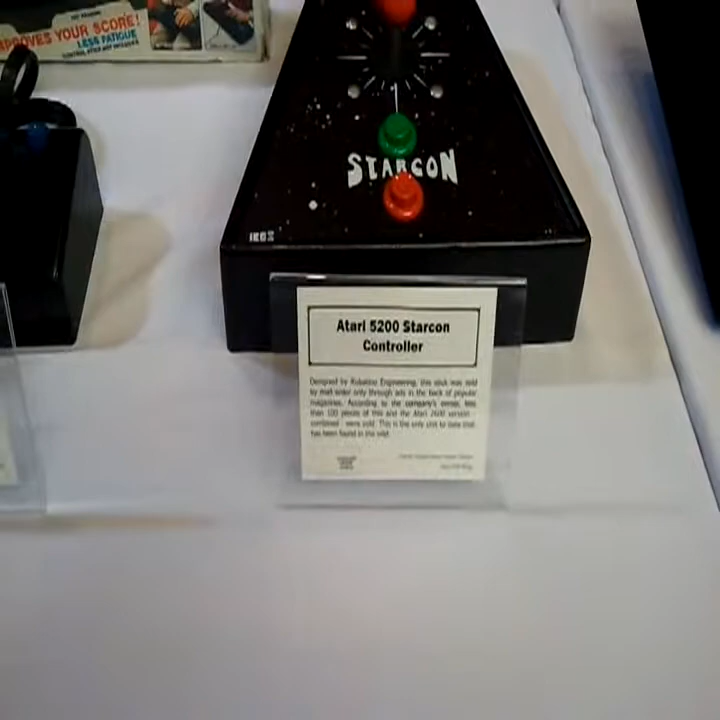 YOUR SCORE!
LESS FATIGUE
STARCON
Atari 5200 Starcon
Controller
Designed by Robatino Engineering, this stick was sold
by mail order only through ads in the back of popular
magazines. According to the company's owner, less
than 100 pieces of this and the Atari 2600 version -
combined - were sold. This is the only unit to date that
has been found in the wild.